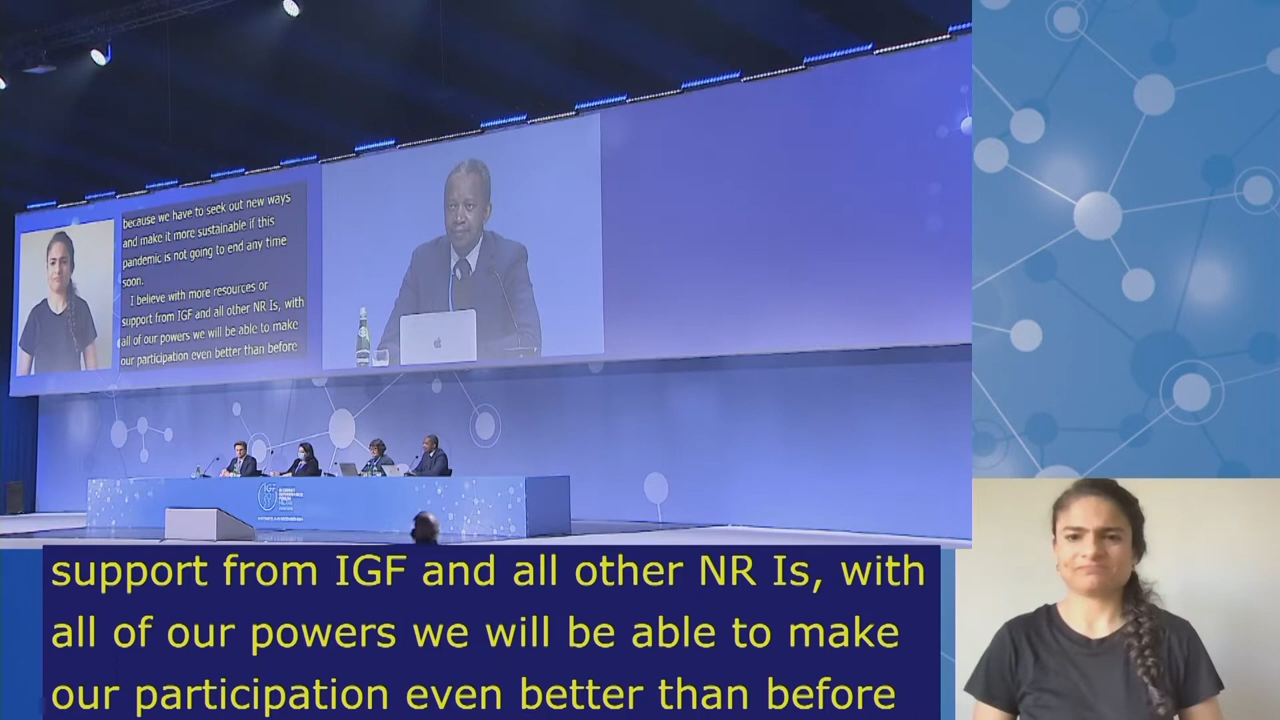 because we have to seek out new ways
and make it more sustainable if this
pandemic is not going to end any time
soon.
I believe with more resources or
support from IGF and all other NR Is, with
all of our powers we will be able to make
our participation even better than before
IGF
support from IGF and all other NR Is, with
all of our powers we will be able to make
our participation even better than before